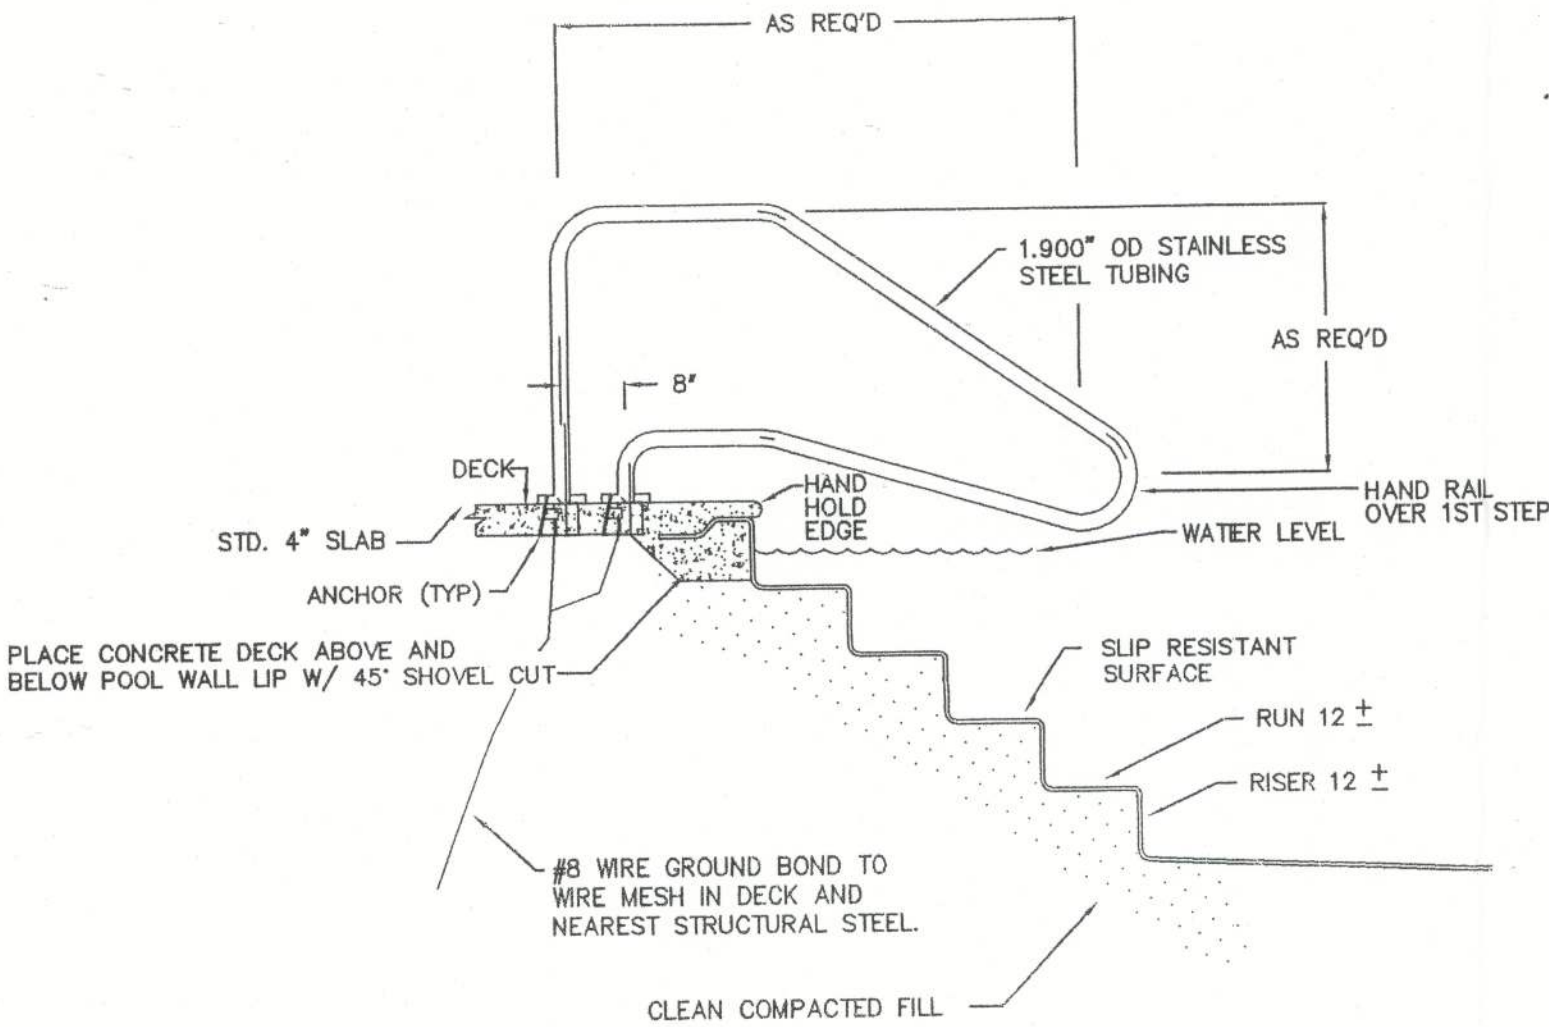 AS REQ'D
1.900" OD STAINLESS
STEEL TUBING
AS REQ'D
8"
DECK
HAND
HOLD
EDGE
HAND RAIL
OVER 1ST STEP
STD. 4" SLAB
WATER LEVEL
ANCHOR (TYP)
PLACE CONCRETE DECK ABOVE AND
BELOW POOL WALL LIP W/ 45° SHOVEL CUT
SLIP RESISTANT
SURFACE
RUN 12 ±
RISER 12 ±
#8 WIRE GROUND BOND TO
WIRE MESH IN DECK AND
NEAREST STRUCTURAL STEEL.
CLEAN COMPACTED FILL